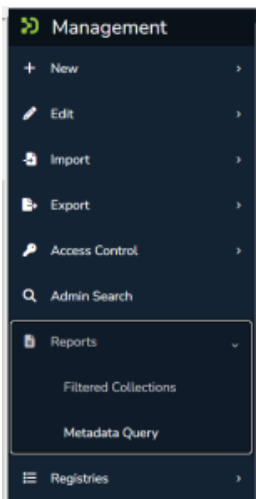 Management
New
Edit
Import
Export
Access Control
Admin Search
Reports
Filtered Collections
Metadata Query
Registries